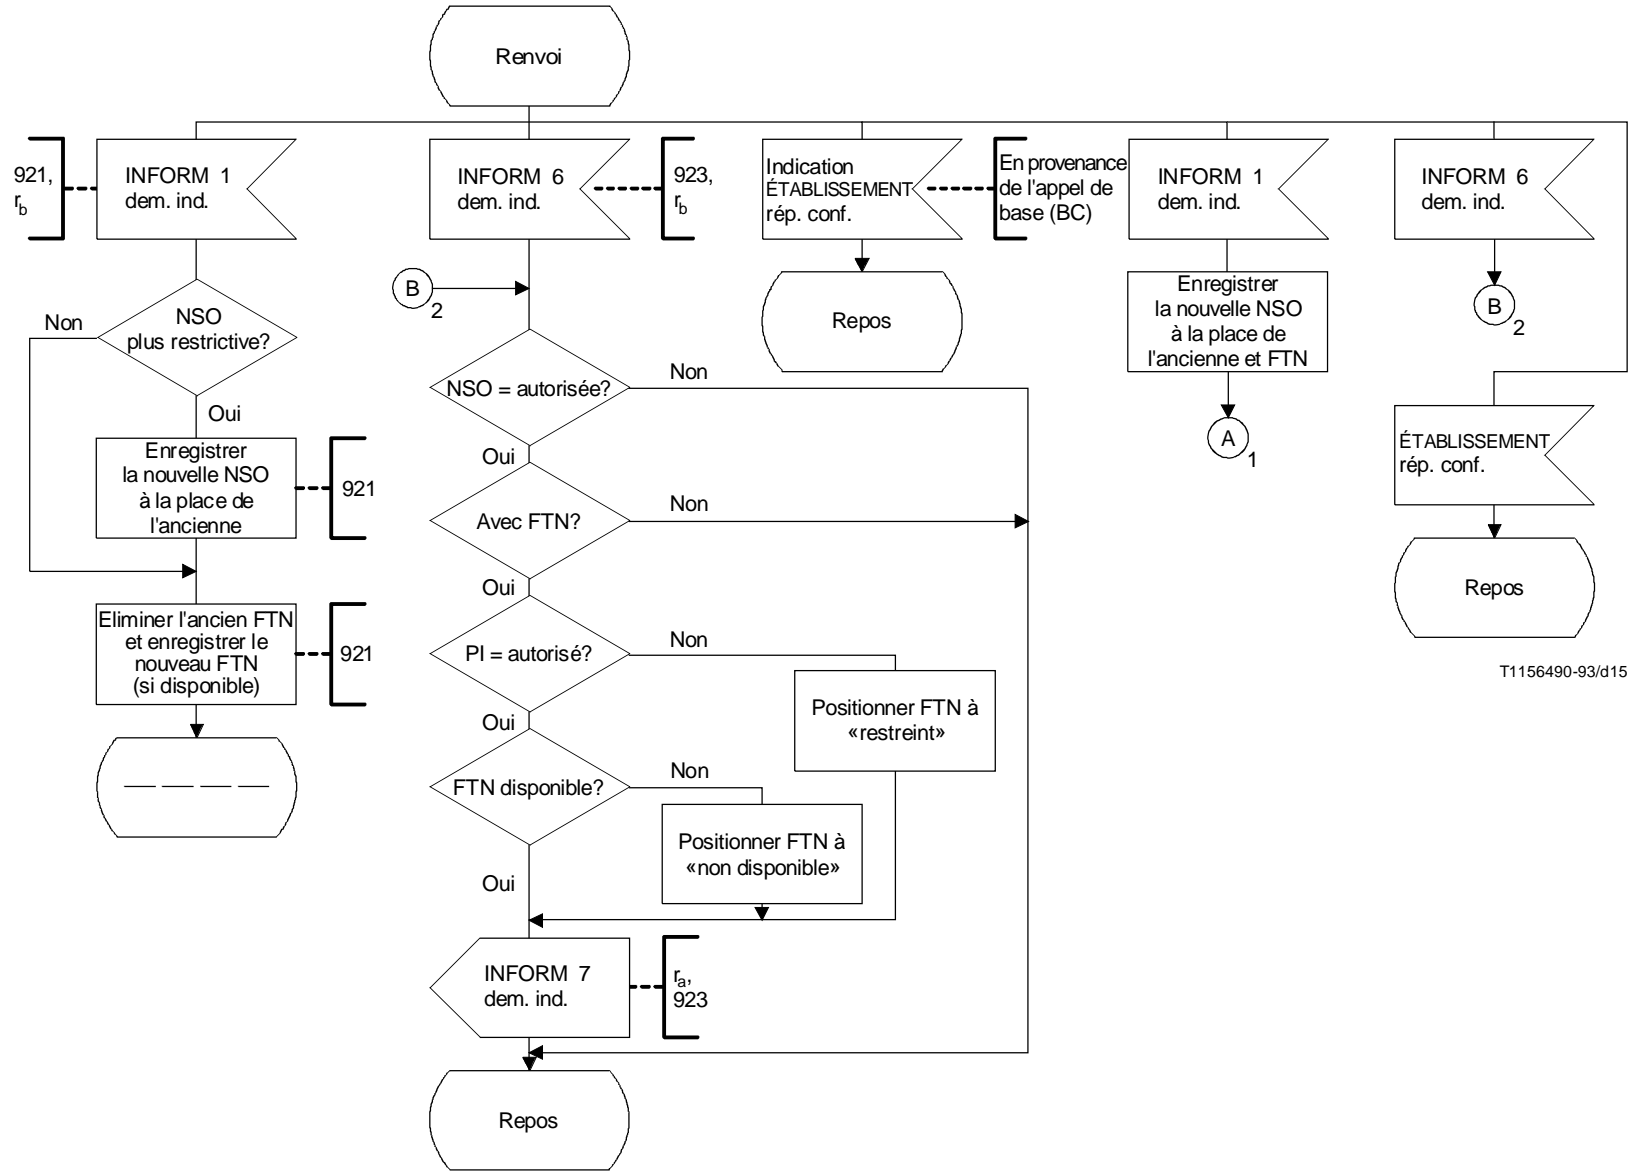 Renvoi
921,
rb
INFORM 1
dem. ind.
INFORM 6
dem. ind.
923,
rb
Indication
ÉTABLISSEMENT
rép. conf.
En provenance
de l'appel de
base (BC)
INFORM 1
dem. ind.
INFORM 6
dem. ind.
NSO
plus restrictive?
Non
Oui
Enregistrer
la nouvelle NSO
à la place de
l'ancienne
921
Eliminer l'ancien FTN
et enregistrer le
nouveau FTN
(si disponible)
921
B
2
NSO = autorisée?
Non
Oui
Avec FTN?
Non
Oui
PI = autorisé?
Non
Oui
Positionner FTN à
«restreint»
FTN disponible?
Non
Positionner FTN à
«non disponible»
Oui
INFORM 7
dem. ind.
ra,
923
Repos
Repos
Enregistrer
la nouvelle NSO
à la place de
l'ancienne et FTN
A
1
B
2
ÉTABLISSEMENT
rép. conf.
Repos
T1156490-93/d15